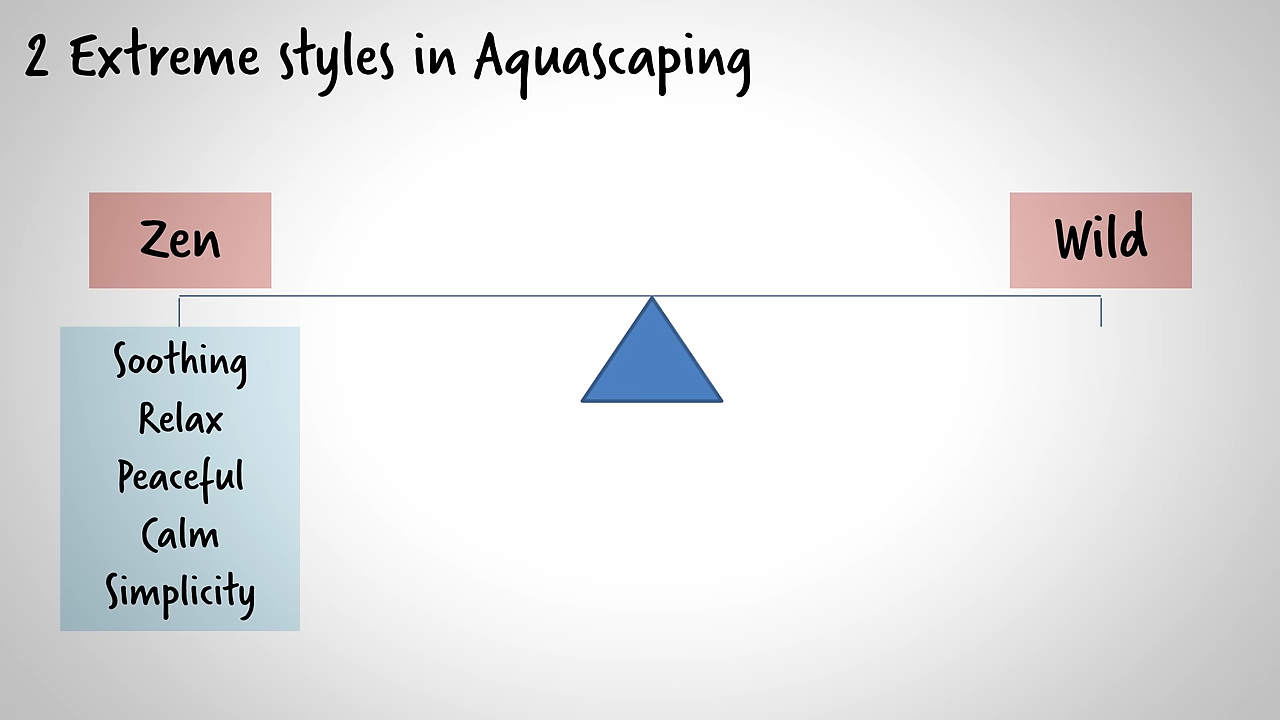 2 Extreme styles in Aquascaping
Zen
Wild
Soothing
Relax
Peaceful
Calm
Simplicity